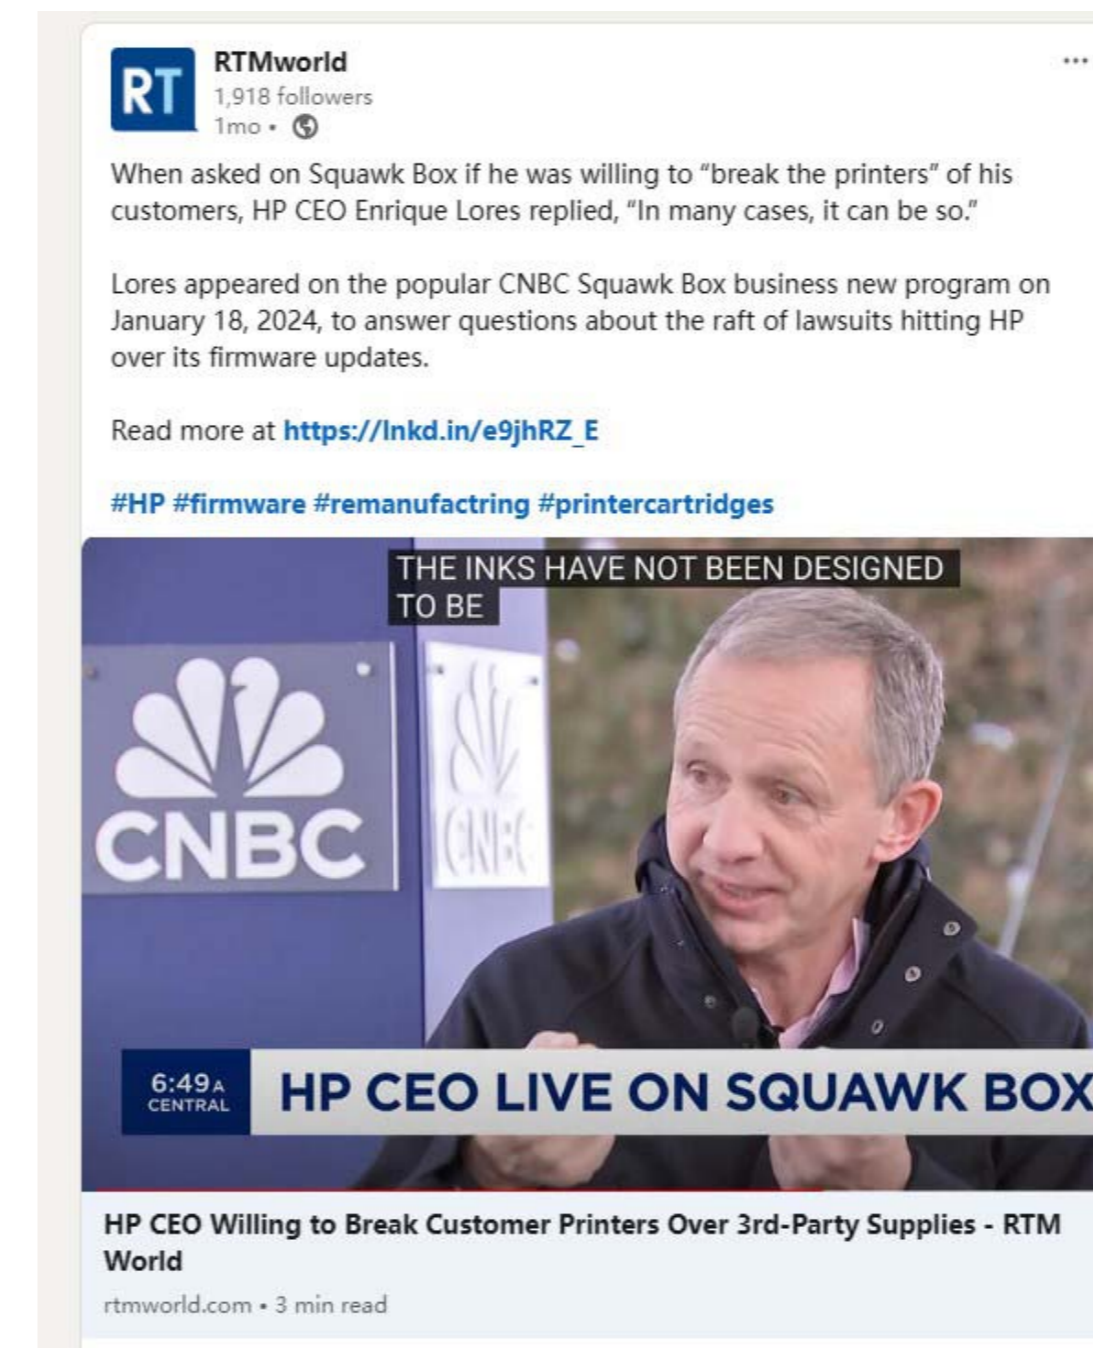 RT
RTMworld
1,918 followers
1mo •
When asked on Squawk Box if he was willing to “break the printers” of his
customers, HP CEO Enrique Lores replied, “In many cases, it can be so.”
Lores appeared on the popular CNBC Squawk Box business new program on
January 18, 2024, to answer questions about the raft of lawsuits hitting HP
over its firmware updates.
Read more at https://lnkd.in/e9jhRZ_E
#HP #firmware #remanufactring #printercartridges
THE INKS HAVE NOT BEEN DESIGNED
TO BE
CNBC
CNBC
6:49A
CENTRAL
HP CEO LIVE ON SQUAWK BOX
HP CEO Willing to Break Customer Printers Over 3rd-Party Supplies - RTM
World
rtmworld.com • 3 min read